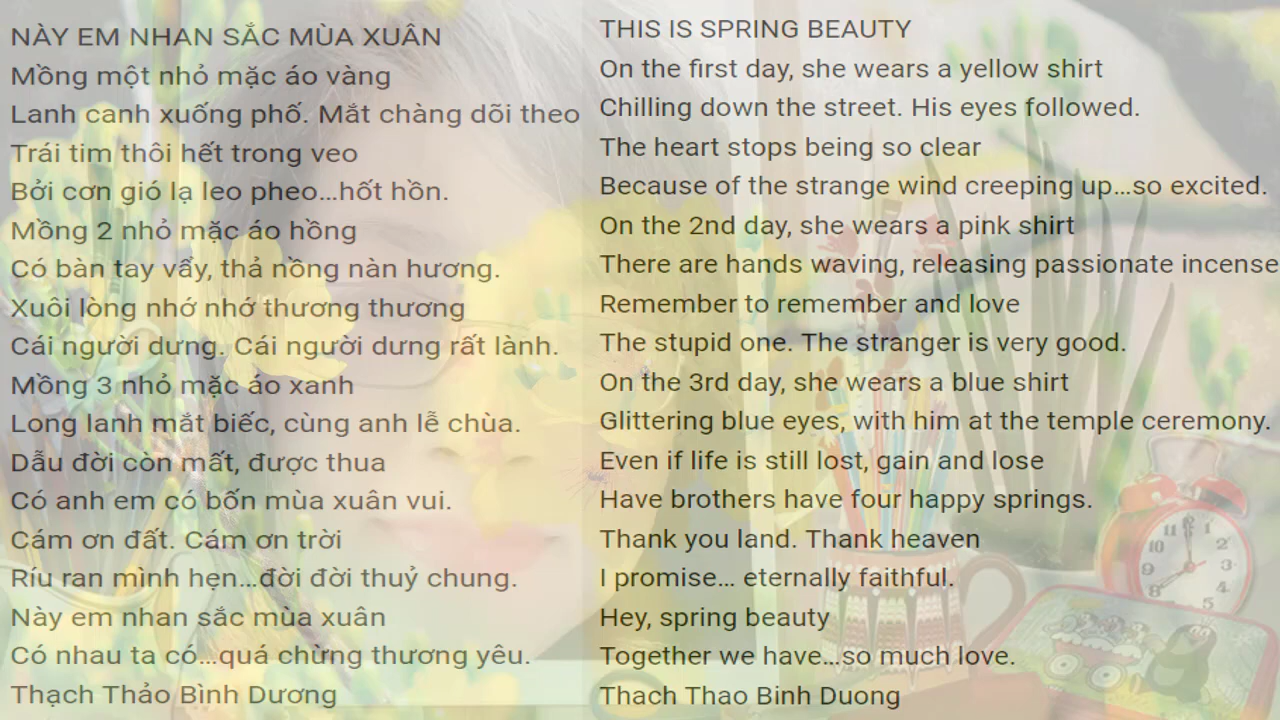 NÀY EM NHAN SẮC MÙA XUÂN
Mồng một nhỏ mặc áo vàng
Lanh canh xuống phố. Mắt chàng dõi theo
Trái tim thôi hết trong veo
Bởi cơn gió lạ leo pheo...hốt hồn.
Mồng 2 nhỏ mặc áo hồng
Có bàn tay vẩy, thả nồng nàn hương.
Xuôi lòng nhớ nhớ thương thương
Cái người dưng. Cái người dưng rất lành.
Mồng 3 nhỏ mặc áo xanh
Long lanh mắt biếc, cùng anh lễ chùa.
Dẫu đời còn mất, được thua
Có anh em có bốn mùa xuân vui.
Cám ơn đất. Cám ơn trời
Ríu ran mình hẹn...đời đời thuỷ chung.
Này em nhan sắc mùa xuân
Có nhau ta có...quá chừng thương yêu.
Thạch Thảo Bình Dương
THIS IS SPRING BEAUTY
On the first day, she wears a yellow shirt
Chilling down the street. His eyes followed.
The heart stops being so clear
Because of the strange wind creeping up...so excited.
On the 2nd day, she wears a pink shirt
There are hands waving, releasing passionate incense
Remember to remember and love
The stupid one. The stranger is very good.
On the 3rd day, she wears a blue shirt
Glittering blue eyes, with him at the temple ceremony.
Even if life is still lost, gain and lose
Have brothers have four happy springs.
Thank you land. Thank heaven
I promise... eternally faithful.
Hey, spring beauty
Together we have...so much love.
Thach Thao Binh Duong